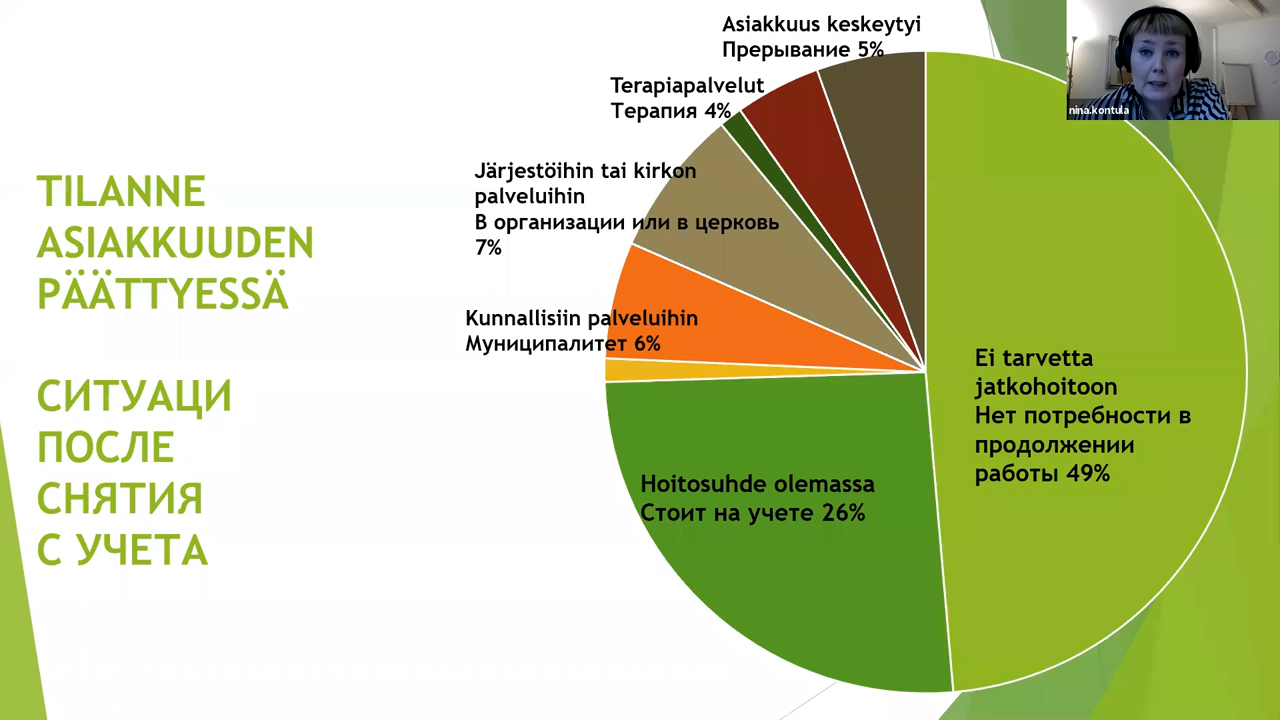 TILANNE
ASIAKKUUDEN
PÄÄTTYESSÄ
СИТУАЦИ
ПОСЛЕ
СНЯТИЯ
С УЧЕТА
Asiakkuus keskeytyi
Прерывание 5%
Terapiapalvelut
Терапия 4%
Järjestöihin tai kirkon
palveluihin
В организации или в церковь
7%
Kunnallisiin palveluihin
Муниципалитет 6%
Hoitosuhde olemassa
Стоит на учете 26%
Ei tarvetta
jatkohoitoon
Нет потребности в
продолжении
работы 49%
nina.kontula